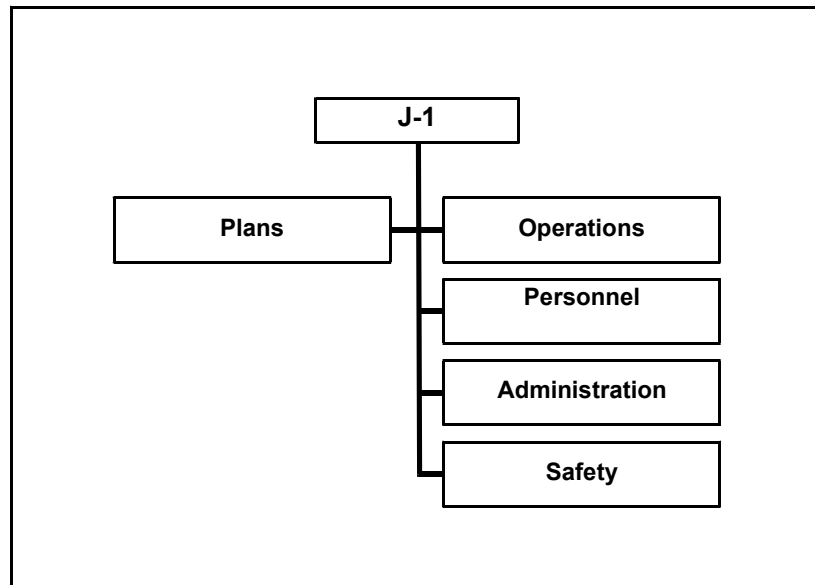 J-1
Plans
Operations
Personnel
Administration
Safety